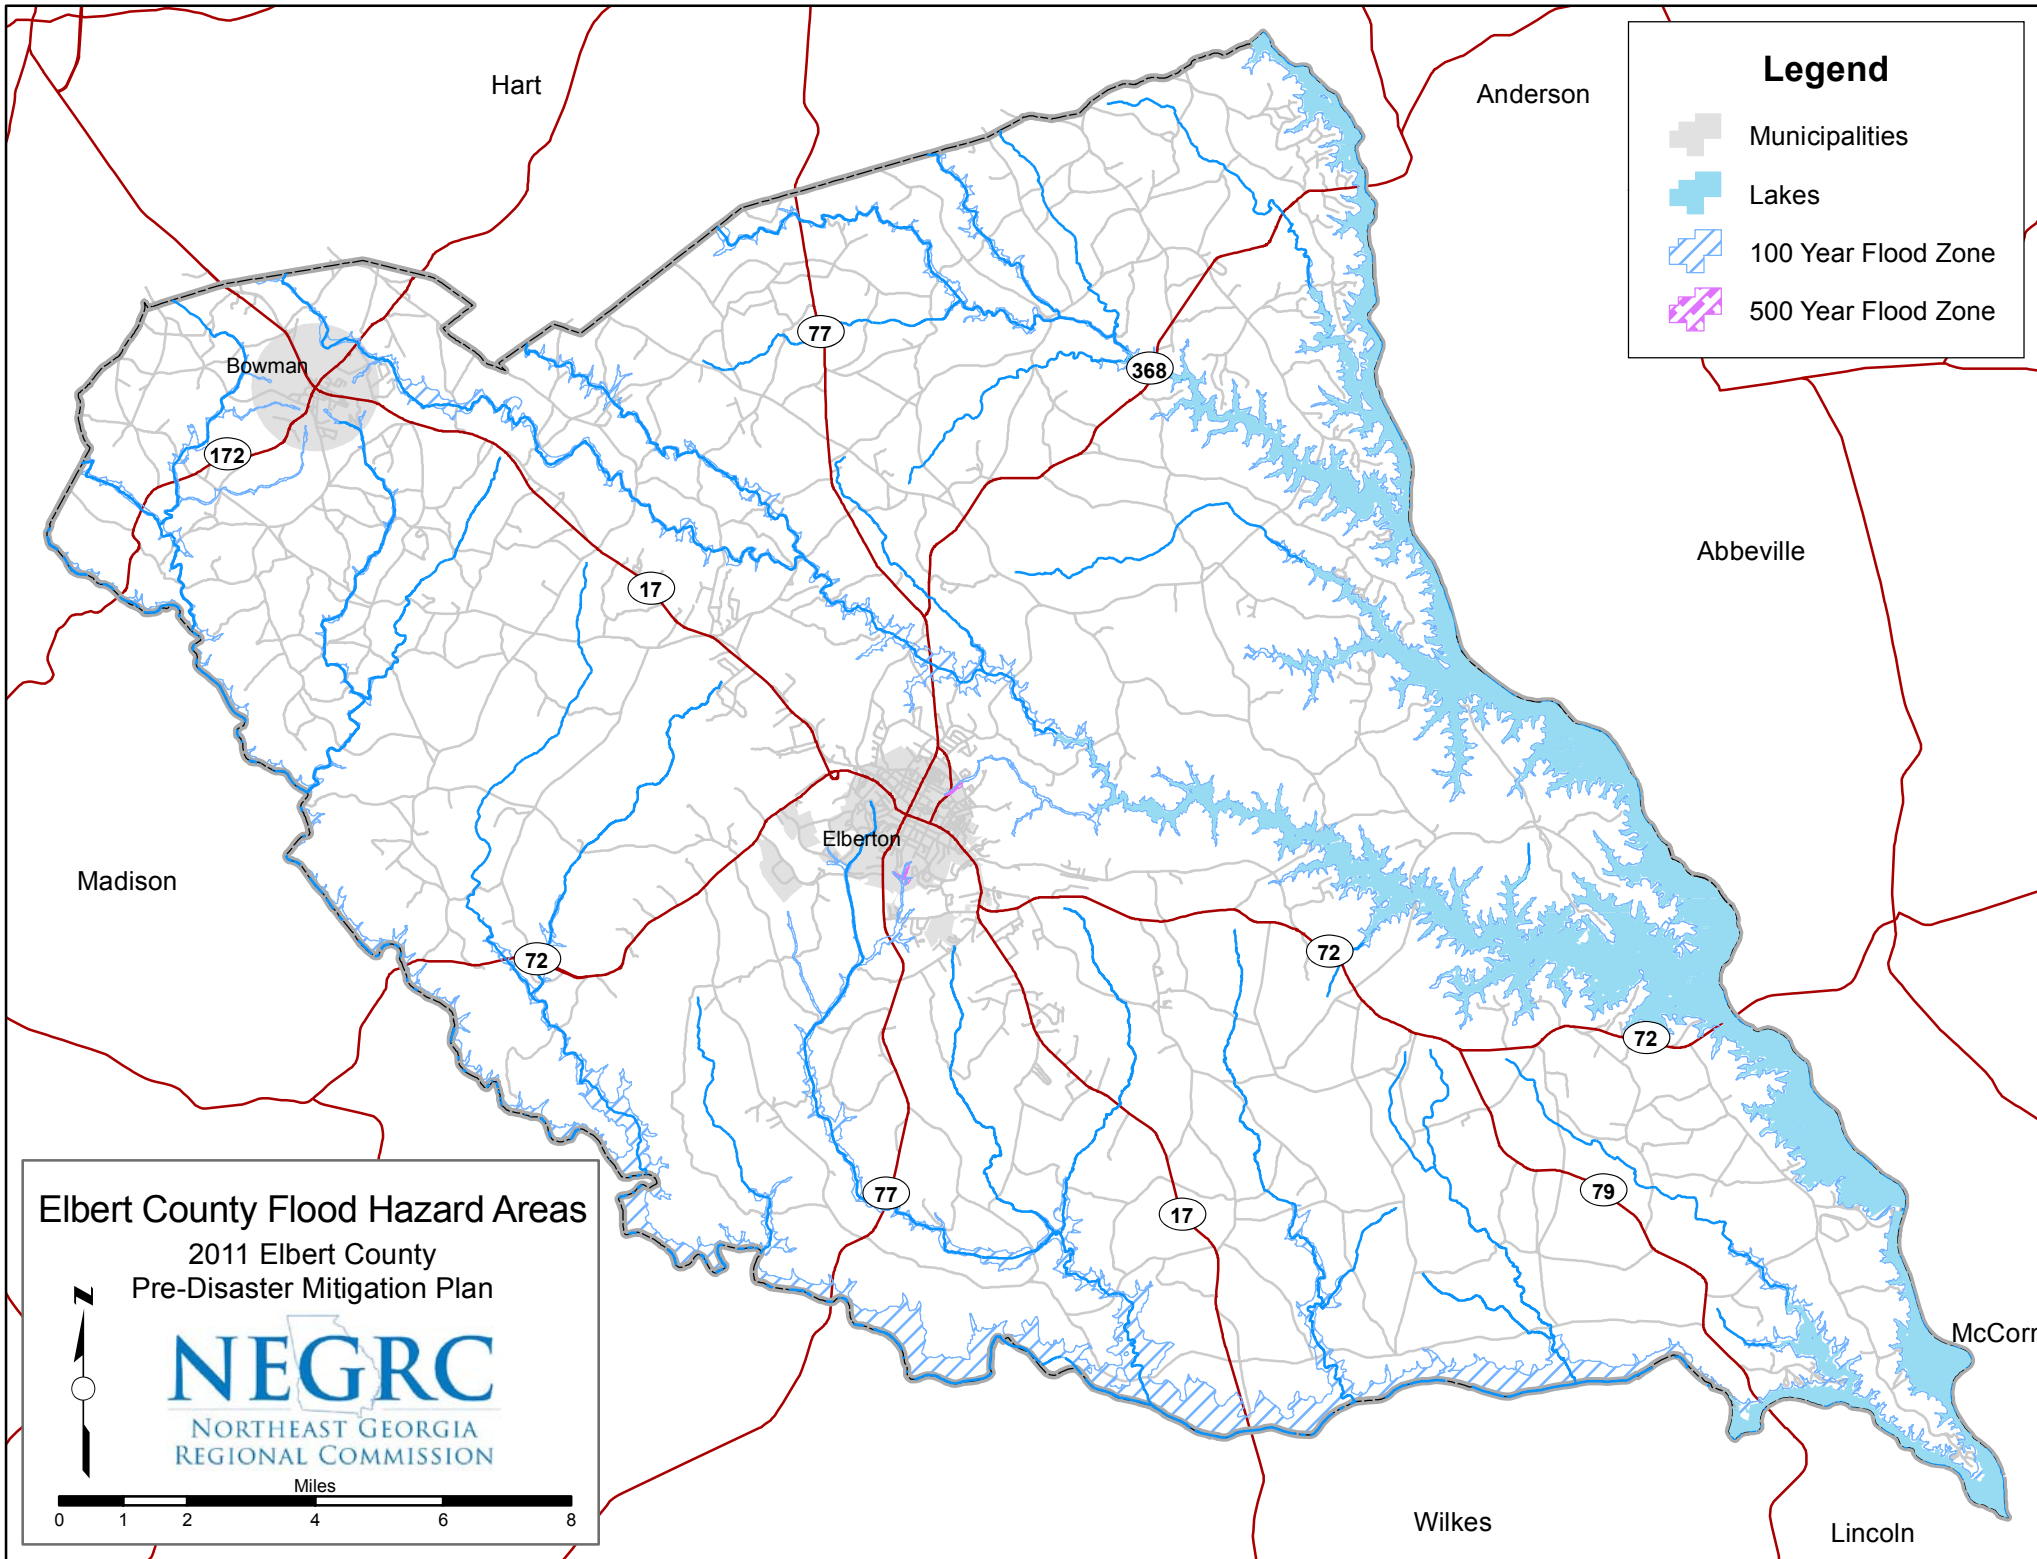 Hart
Anderson
Legend
Municipalities
Lakes
100 Year Flood Zone
500 Year Flood Zone
77
368
Bowman
172
17
Abbeville
Elberton
Madison
72
72
72
77
17
79
McCorr
Wilkes
Lincoln
Elbert County Flood Hazard Areas
2011 Elbert County
Pre-Disaster Mitigation Plan
N
NEGRC
NORTHEAST GEORGIA
REGIONAL COMMISSION
Miles
0 1 2 4 6 8